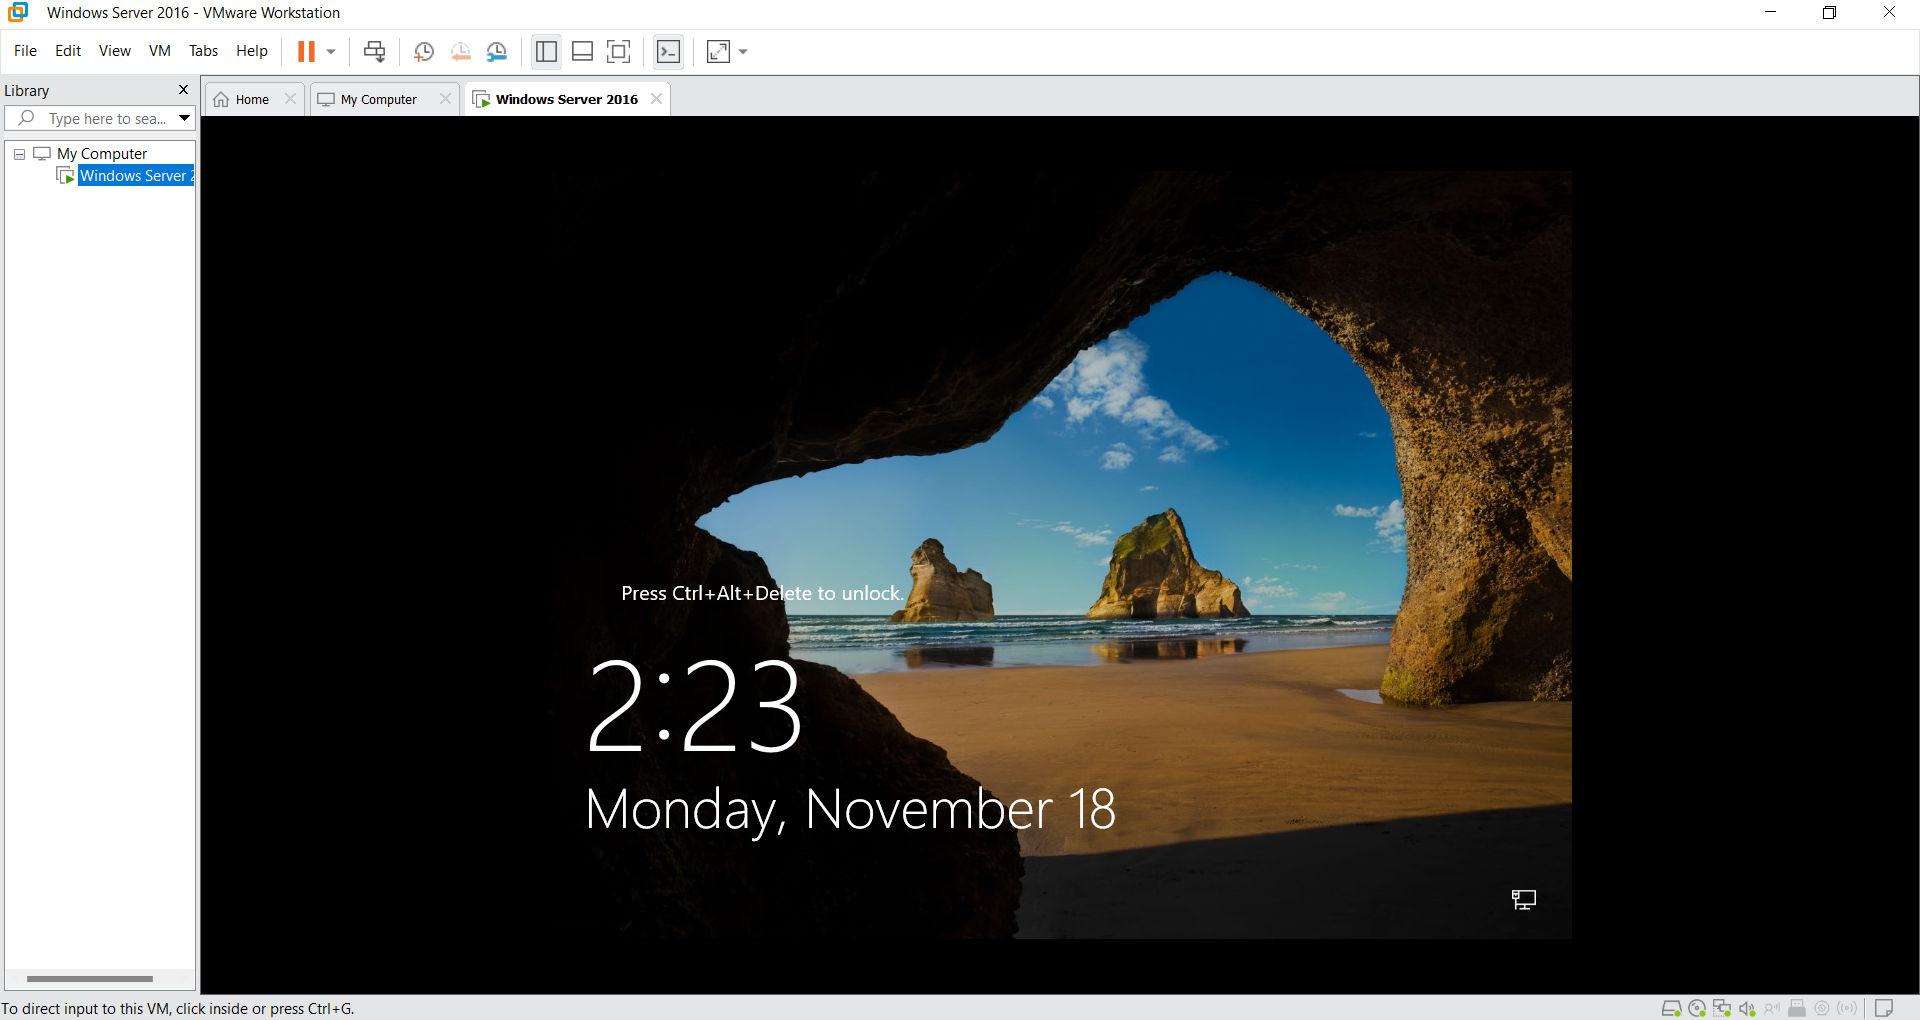 Windows Server 2016 - VMware Workstation
File Edit View VM Tabs Help
Library
Home
My Computer
Windows Server 2016
Type here to sea...
My Computer
Windows Server 2
Press Ctrl+Alt+Delete to unlock.
2:23
Monday, November 18
To direct input to this VM, click inside or press Ctrl+G.